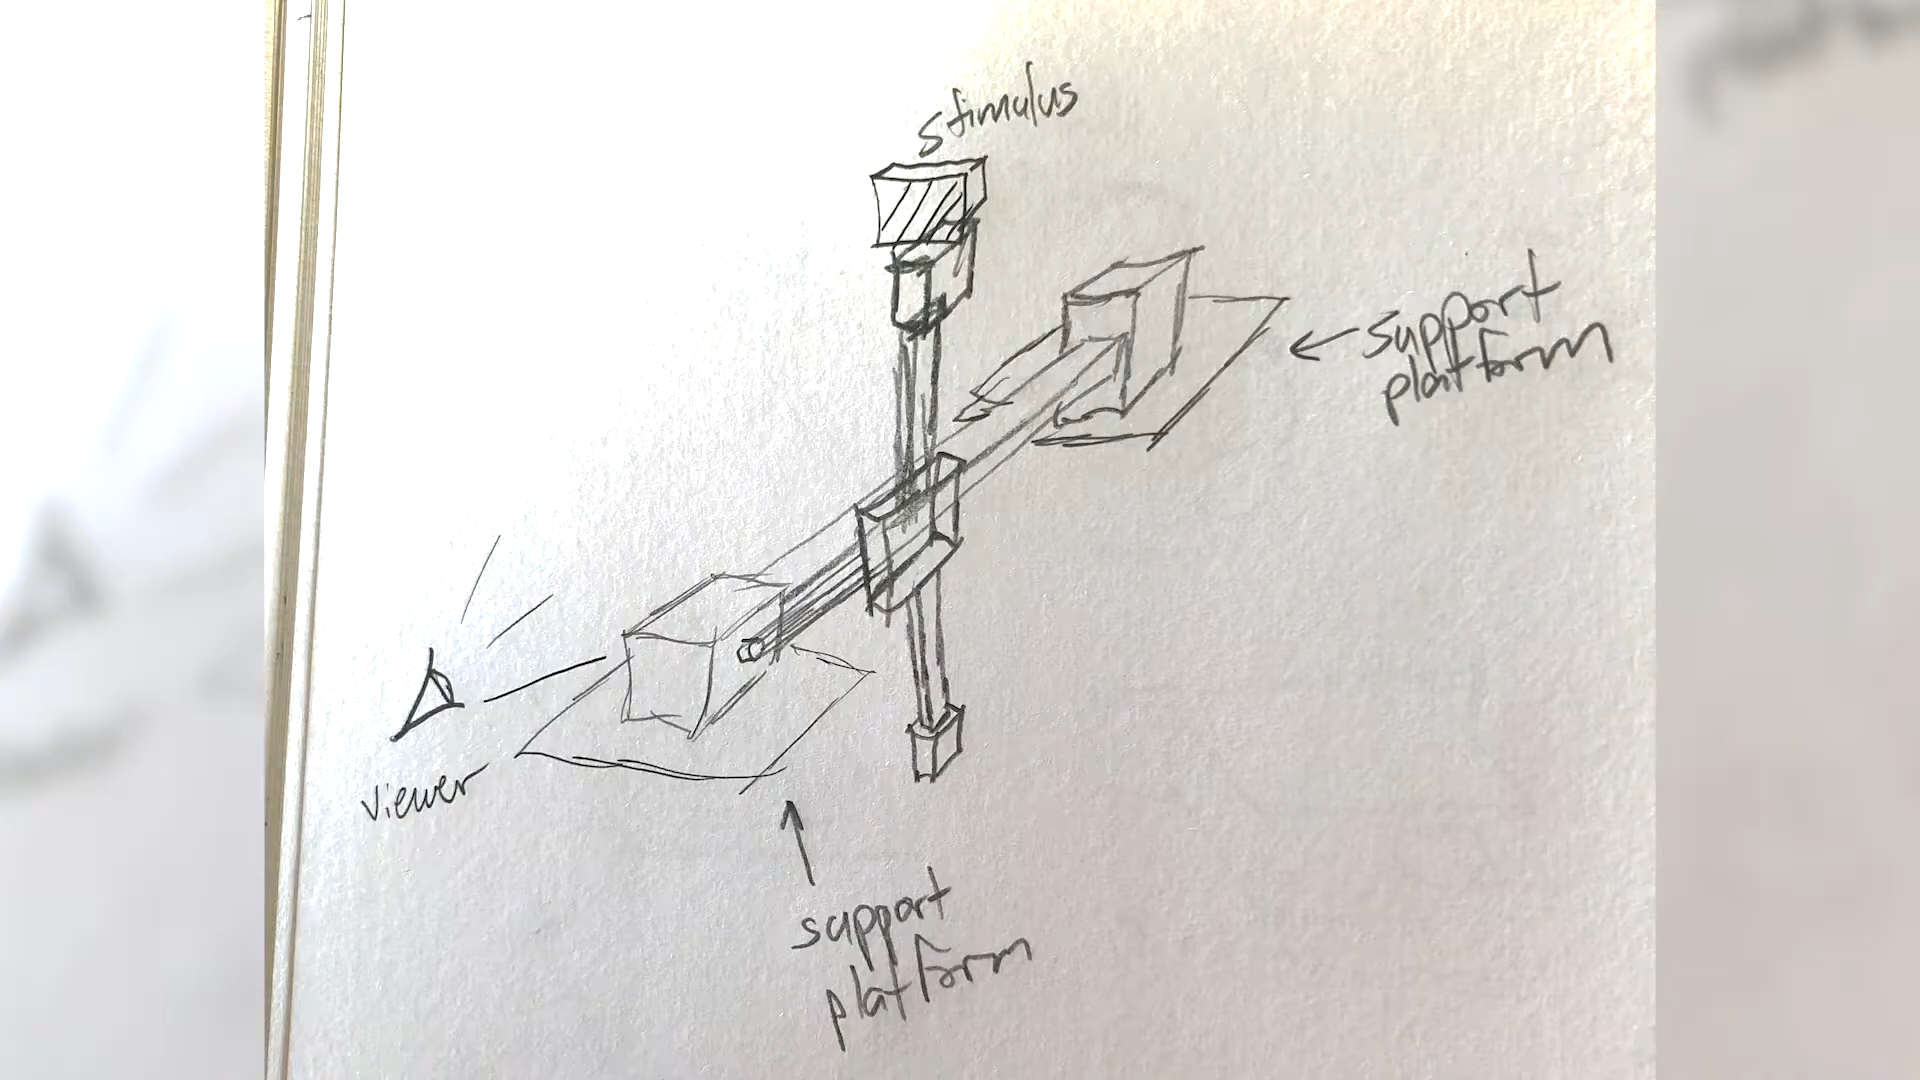 stimulus
support
platform
viewer
support
platform